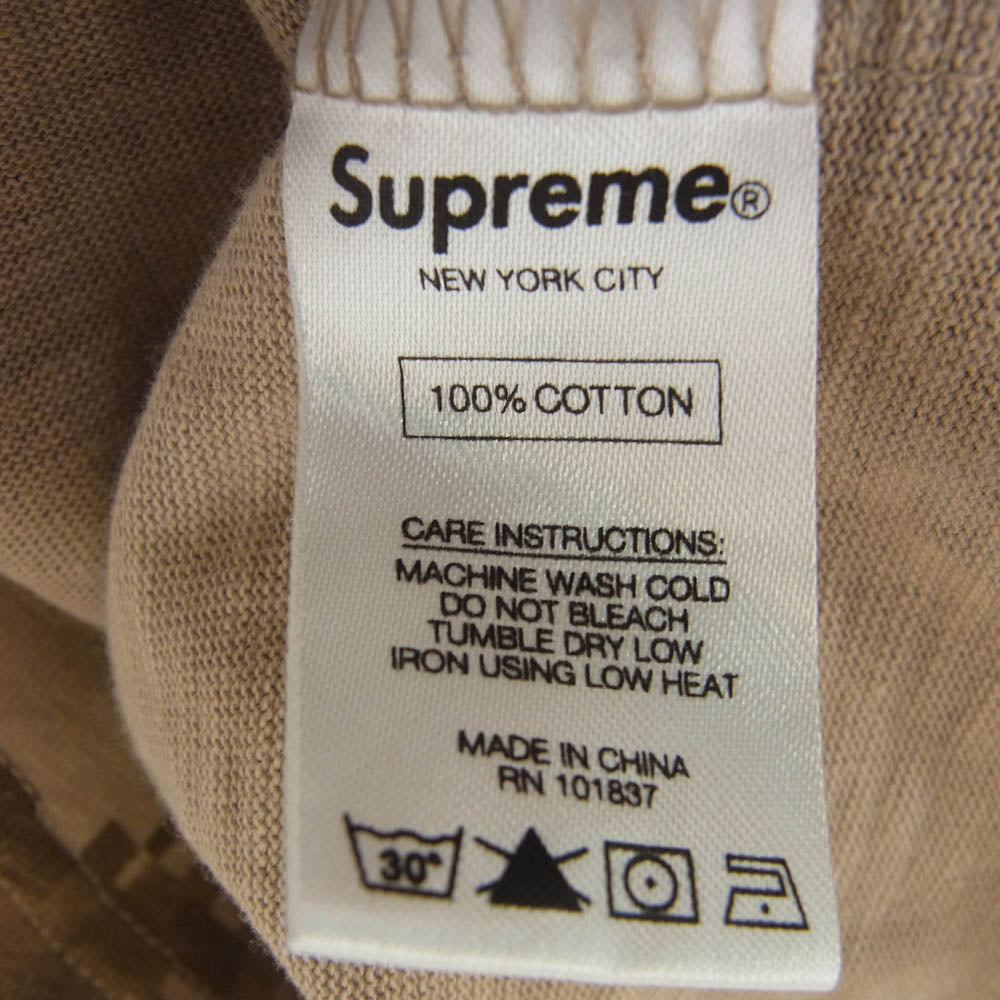 Supreme®
NEW YORK CITY
100% COTTON
CARE INSTRUCTIONS:
MACHINE WASH COLD
DO NOT BLEACH
TUMBLE DRY LOW
IRON USING LOW HEAT
MADE IN CHINA
RN 101837
30°